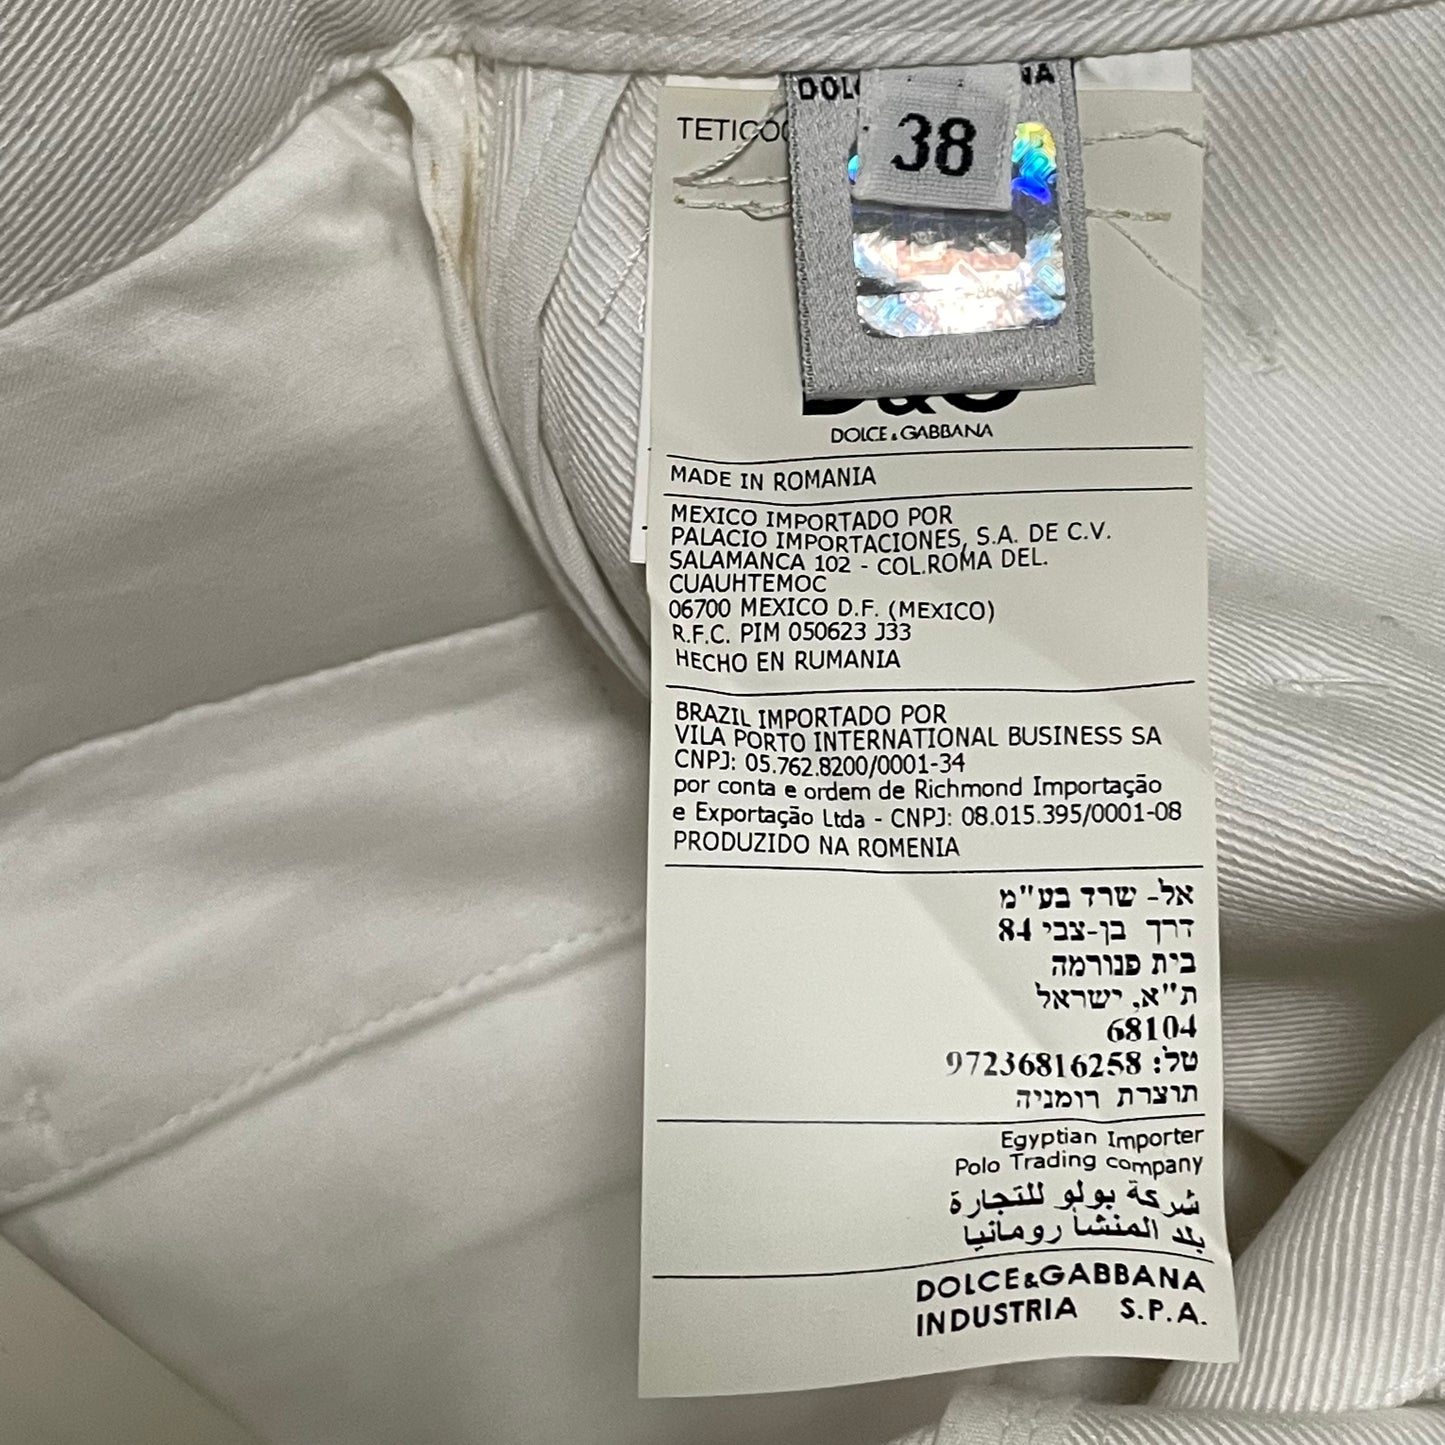 38
D&G
DOLCE & GABBANA
MADE IN ROMANIA
MEXICO IMPORTADO POR
PALACIO IMPORTACIONES, S.A. DE C.V.
SALAMANCA 102 - COL.ROMA DEL.
CUAUHTEMOC
06700 MEXICO D.F. (MEXICO)
R.F.C. PIM 050623 J33
HECHO EN RUMANIA
BRAZIL IMPORTADO POR
VILA PORTO INTERNATIONAL BUSINESS SA
CNPJ: 05.762.8200/0001-34
por conta e ordem de Richmond Importação
e Exportação Ltda - CNPJ: 08.015.395/0001-08
PRODUZIDO NA ROMENIA
אל- שרד בע"מ
דרך בן-צבי 84
בית פנורמה
ת"א, ישראל
68104
טל: 97236816258
תוצרת רומניה
Egyptian Importer
Polo Trading company
شركة بولو للتجارة
بلد المنشأ رومانيا
DOLCE&GABBANA
INDUSTRIA S.P.A.